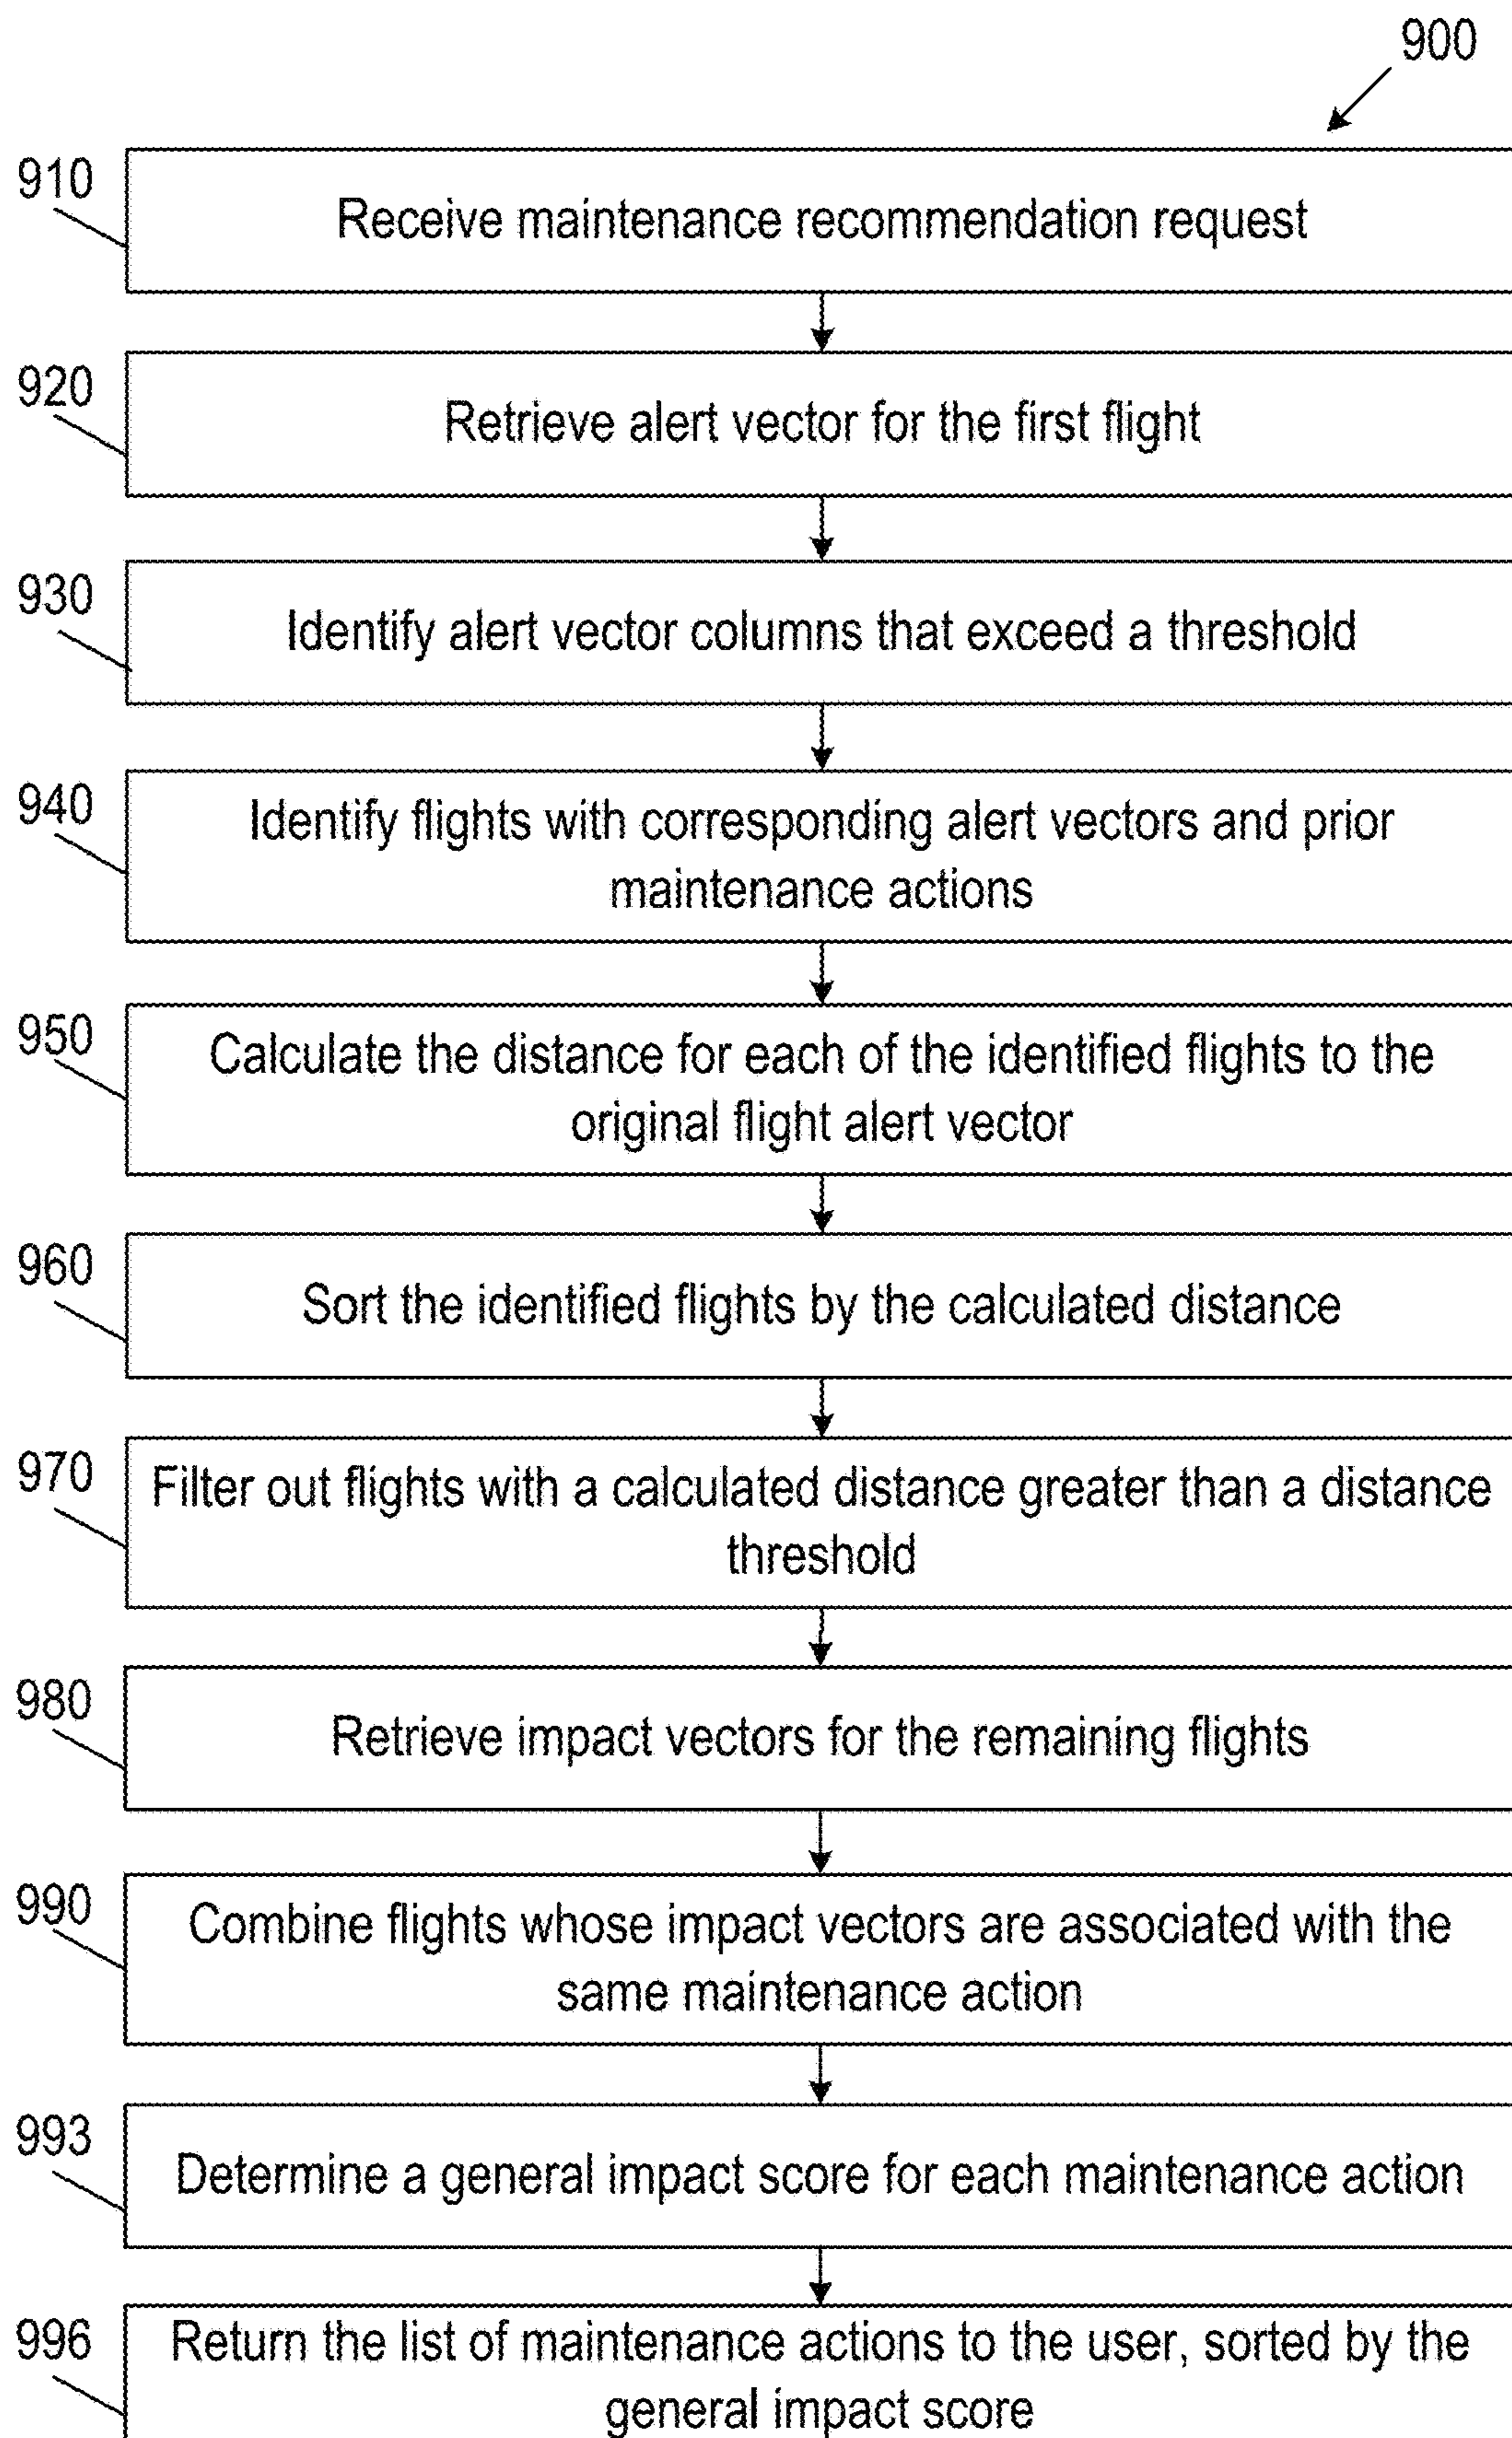 900
910
Receive maintenance recommendation request
920
Retrieve alert vector for the first flight
930
Identify alert vector columns that exceed a threshold
940
Identify flights with corresponding alert vectors and prior
maintenance actions
950
Calculate the distance for each of the identified flights to the
original flight alert vector
960
Sort the identified flights by the calculated distance
970
Filter out flights with a calculated distance greater than a distance
threshold
980
Retrieve impact vectors for the remaining flights
990
Combine flights whose impact vectors are associated with the
same maintenance action
993
Determine a general impact score for each maintenance action
996
Return the list of maintenance actions to the user, sorted by the
general impact score